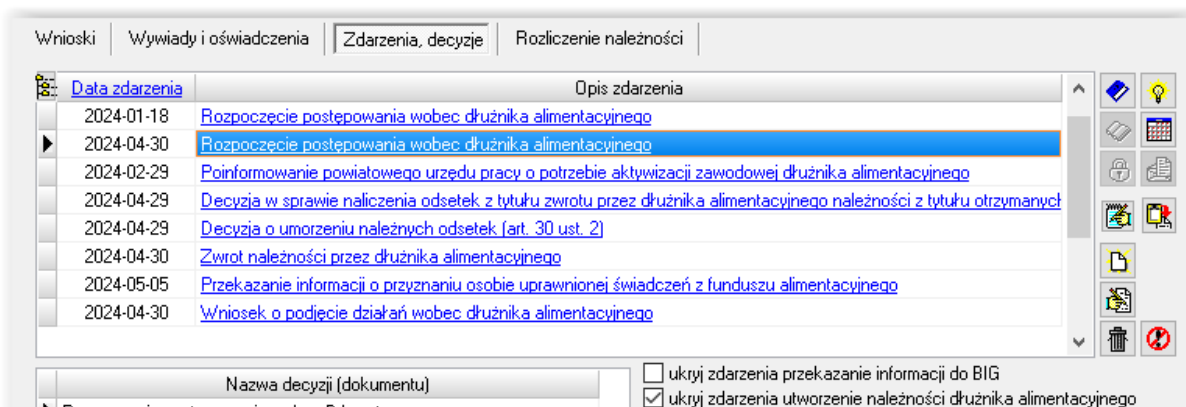 Wnioski Wywiady i oświadczenia Zdarzenia, decyzje Rozliczenie należności
Data zdarzenia Opis zdarzenia
2024-01-18 Rozpoczęcie postępowania wobec dłużnika alimentacyjnego
2024-04-30 Rozpoczęcie postępowania wobec dłużnika alimentacyjnego
2024-02-29 Poinformowanie powiatowego urzędu pracy o potrzebie aktywizacji zawodowej dłużnika alimentacyjnego
2024-04-29 Decyzja w sprawie naliczenia odsetek z tytułu zwrotu przez dłużnika alimentacyjnego należności z tytułu otrzymanych
2024-04-29 Decyzja o umorzeniu należnych odsetek (art. 30 ust. 2)
2024-04-30 Zwrot należności przez dłużnika alimentacyjnego
2024-05-05 Przekazanie informacji o przyznaniu osobie uprawnionej świadczeń z funduszu alimentacyjnego
2024-04-30 Wniosek o podjęcie działań wobec dłużnika alimentacyjnego
Nazwa decyzji (dokumentu)
ukryj zdarzenia przekazanie informacji do BIG
ukryj zdarzenia utworzenie należności dłużnika alimentacyjnego